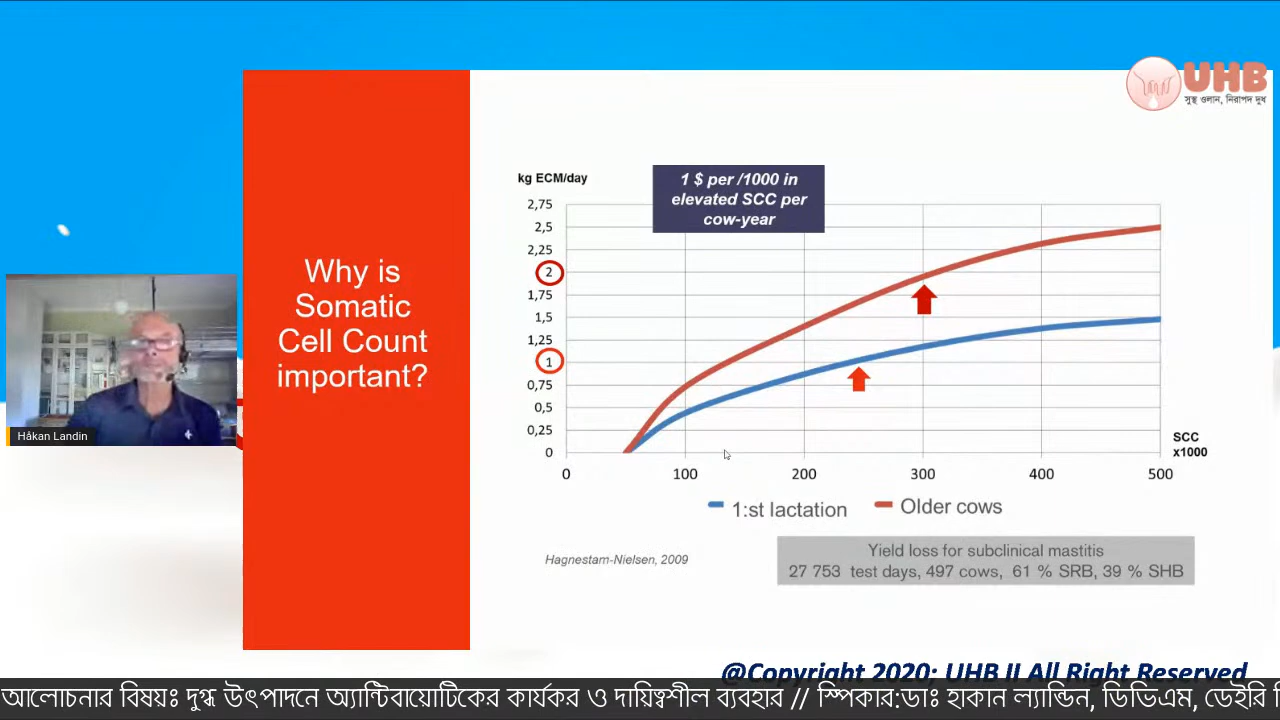 UHB
সুস্থ ওলান, নিরাপদ দুধ
Why is
Somatic
Cell Count
important?
kg ECM/day
1 $ per /1000 in
elevated SCC per
cow-year
2,75
2,5
2,25
2
1,75
1,5
1,25
1
0,75
0,5
0,25
0
0 100 200 300 400 500
SCC
x1000
1:st lactation Older cows
Hagnestam-Nielsen, 2009
Yield loss for subclinical mastitis
27 753 test days, 497 cows, 61 % SRB, 39 % SHB
Håkan Landin
@Copyright 2020; UHB II All Right Reserved
আলোচনার বিষয়ঃ দুগ্ধ উৎপাদনে অ্যান্টিবায়োটিকের কার্যকর ও দায়িত্বশীল ব্যবহার // স্পিকার:ডাঃ হাকান ল্যান্ডিন, ডিভিএম, ডেইরি